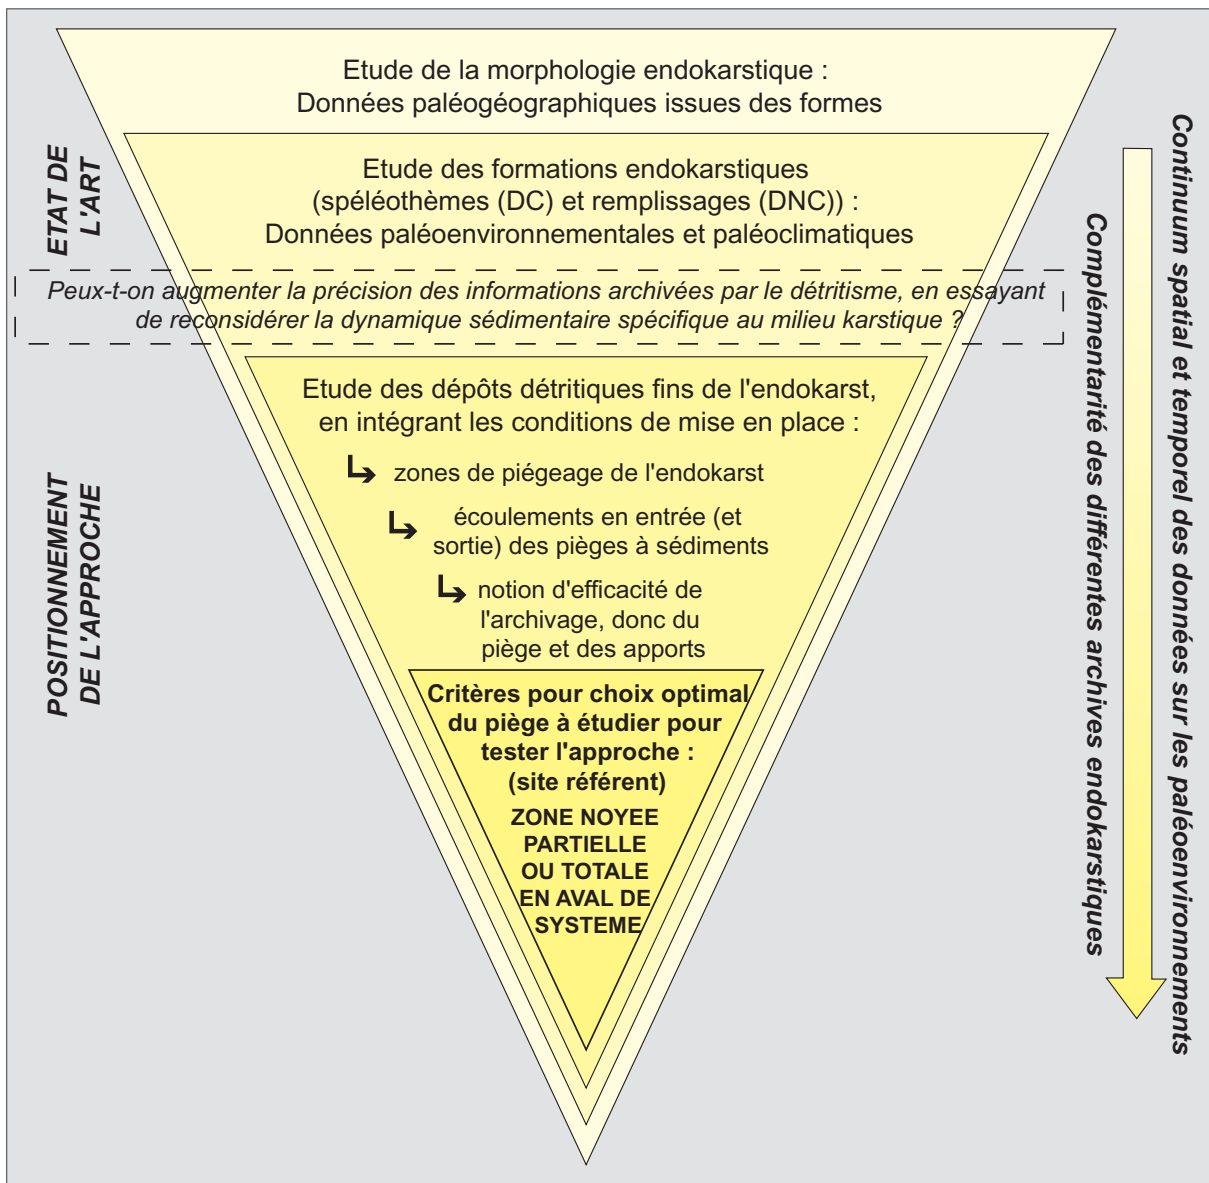 Etude de la morphologie endokarstique :
Données paléogéographiques issues des formes
ETAT DE
L'ART
Etude des formations endokarstiques
(spéléothèmes (DC) et remplissages (DNC)) :
Données paléoenvironnementales et paléoclimatiques
Peux-t-on augmenter la précision des informations archivées par le détritisme, en essayant
de reconsidérer la dynamique sédimentaire spécifique au milieu karstique ?
POSITIONNEMENT
DE L'APPROCHE
Etude des dépôts détritiques fins de l'endokarst,
en intégrant les conditions de mise en place :
zones de piégeage de l'endokarst
écoulements en entrée (et
sortie) des pièges à sédiments
notion d'efficacité de
l'archivage, donc du
piège et des apports
Critères pour choix optimal
du piège à étudier pour
tester l'approche :
(site référent)
ZONE NOYEE
PARTIELLE
OU TOTALE
EN AVAL DE
SYSTEME
Complémentarité des différentes archives endokarstiques
Continuum spatial et temporel des données sur les paléoenvironnements